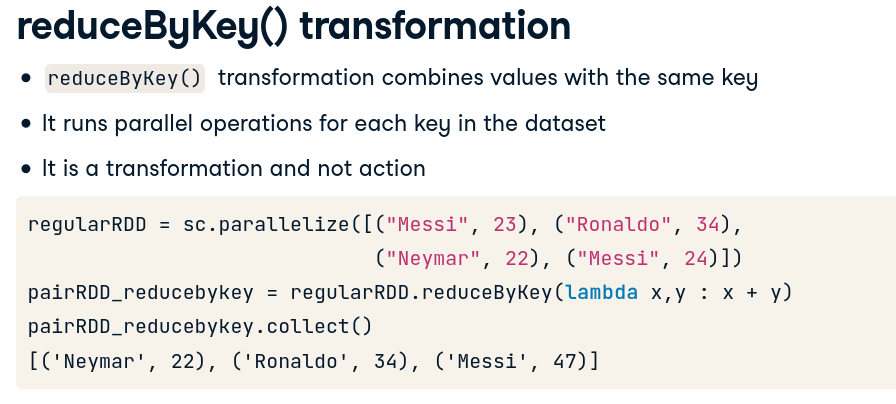 reduceByKey() transformation
• reduceByKey() transformation combines values with the same key
• It runs parallel operations for each key in the dataset
• It is a transformation and not action
regularRDD = sc.parallelize([("Messi", 23), ("Ronaldo", 34),
                             ("Neymar", 22), ("Messi", 24)])
pairRDD_reducebykey = regularRDD.reduceByKey(lambda x,y : x + y)
pairRDD_reducebykey.collect()
[('Neymar', 22), ('Ronaldo', 34), ('Messi', 47)]